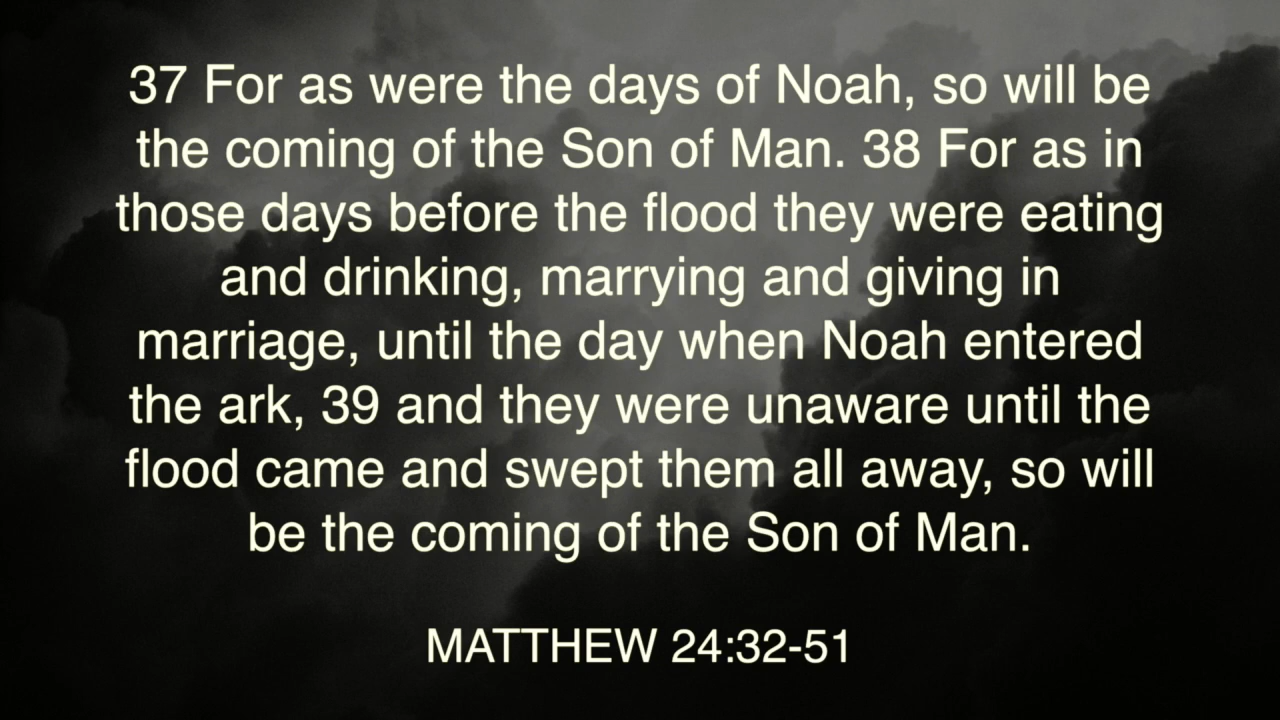 37 For as were the days of Noah, so will be
the coming of the Son of Man. 38 For as in
those days before the flood they were eating
and drinking, marrying and giving in
marriage, until the day when Noah entered
the ark, 39 and they were unaware until the
flood came and swept them all away, so will
be the coming of the Son of Man.
MATTHEW 24:32-51